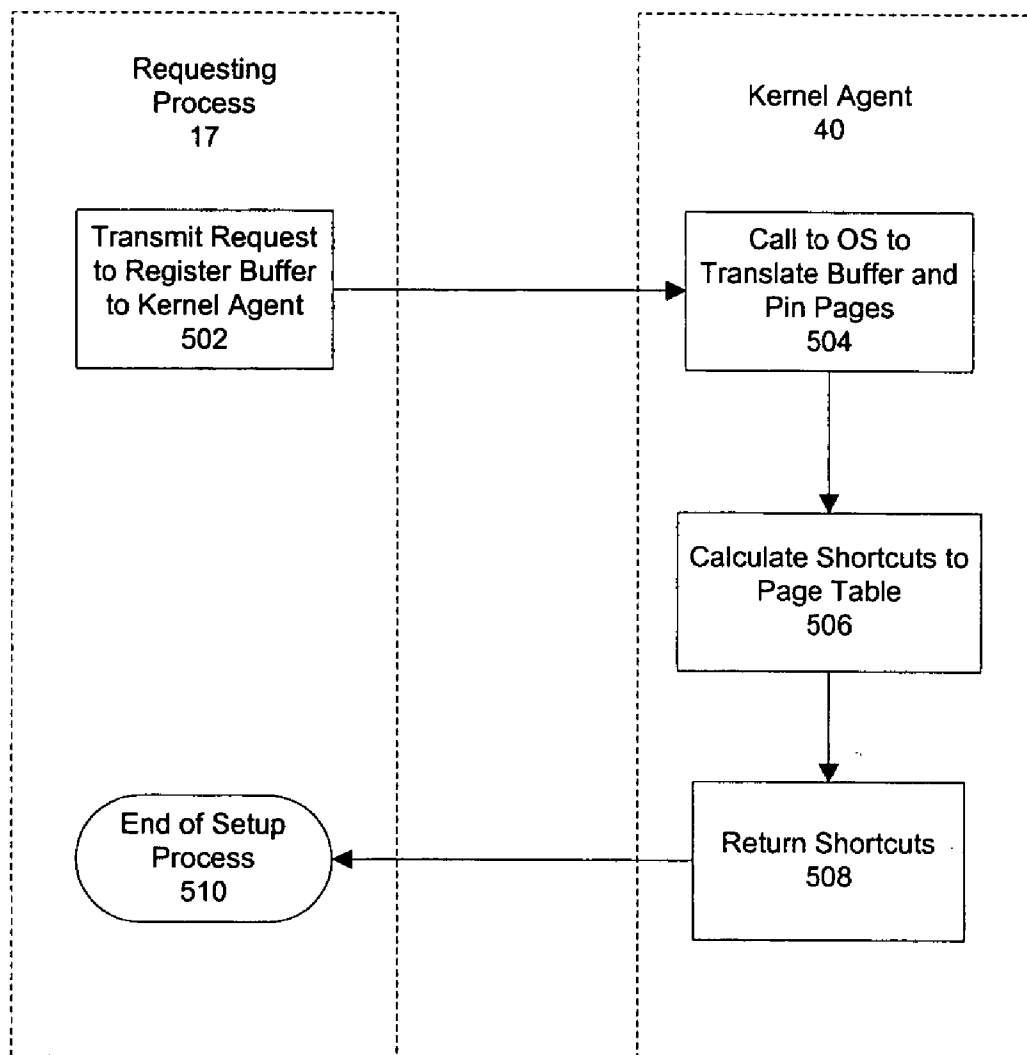 Requesting
Process
17
Kernel Agent
40
Transmit Request
to Register Buffer
to Kernel Agent
502
Call to OS to
Translate Buffer and
Pin Pages
504
Calculate Shortcuts to
Page Table
506
End of Setup
Process
510
Return Shortcuts
508